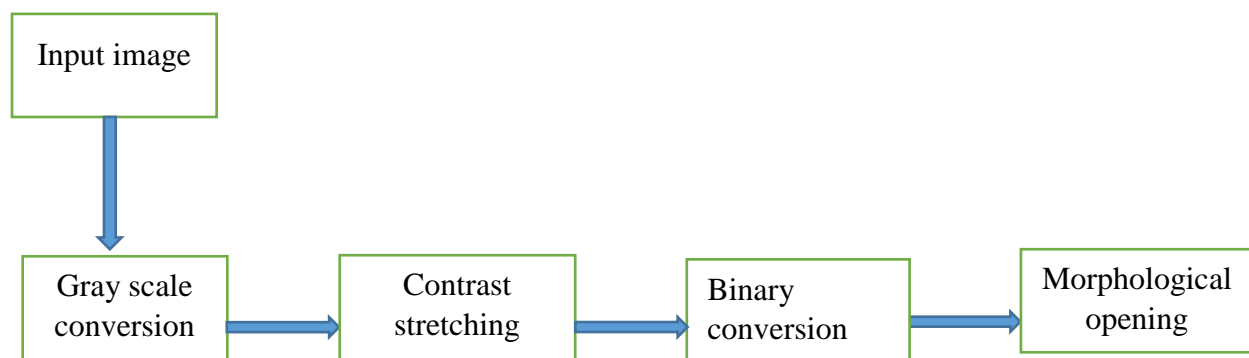 Input image
Gray scale
conversion
Contrast
stretching
Binary
conversion
Morphological
opening